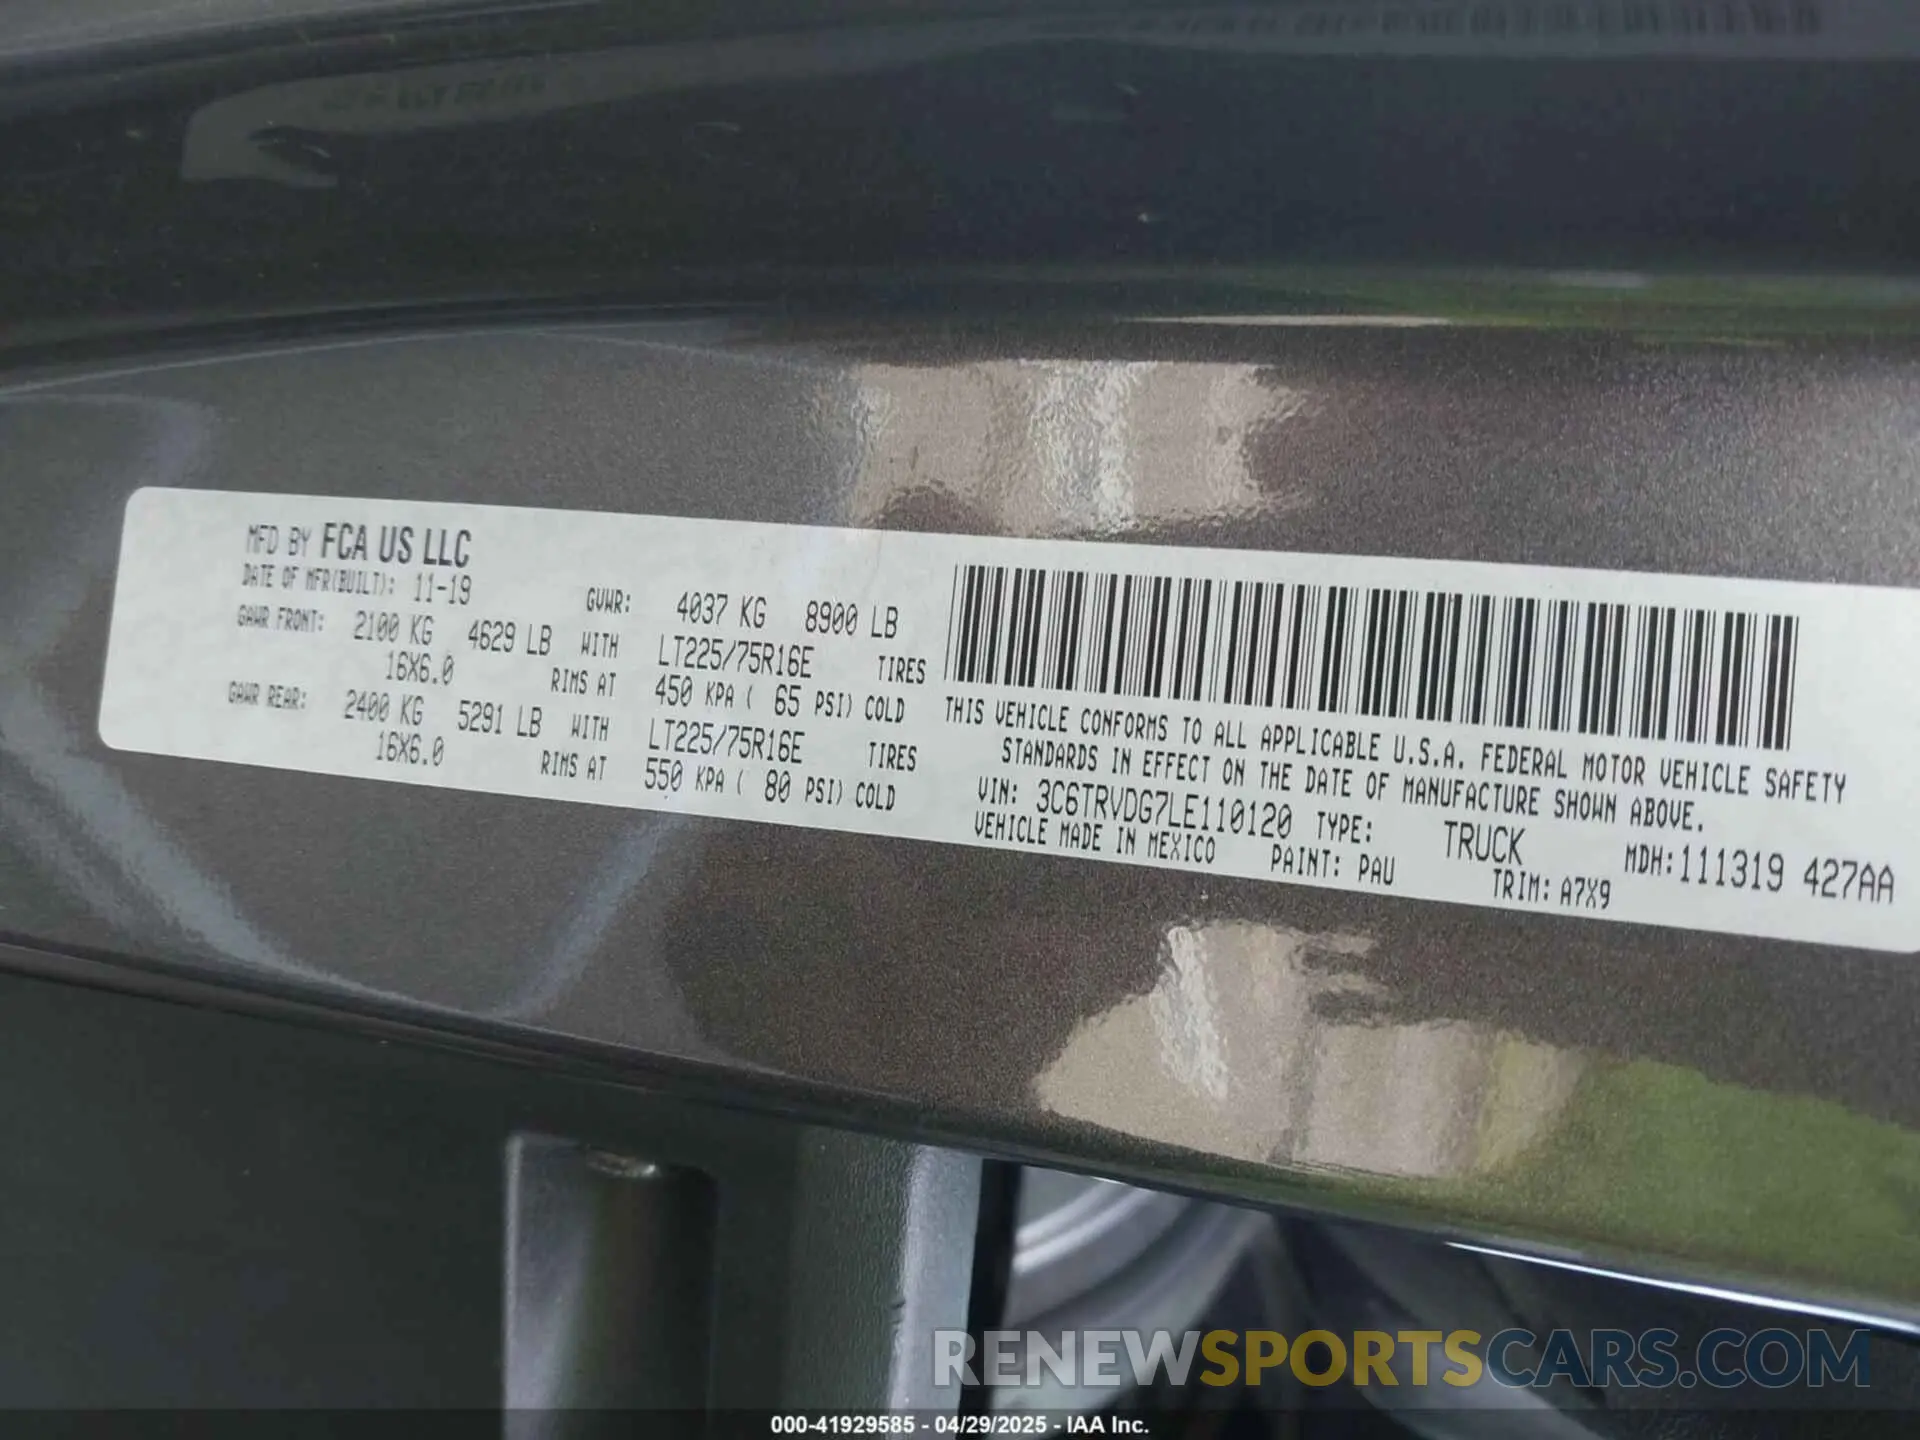 MFD BY FCA US LLC
DATE OF MFR(BUILT): 11-19 GVWR: 4037 KG 8900 LB
GAWR FRONT: 2100 KG 4629 LB WITH LT225/75R16E TIRES
16X6.0 RIMS AT 450 KPA ( 65 PSI) COLD
GAWR REAR: 2400 KG 5291 LB WITH LT225/75R16E TIRES
16X6.0 RIMS AT 550 KPA ( 80 PSI) COLD
THIS VEHICLE CONFORMS TO ALL APPLICABLE U.S.A. FEDERAL MOTOR VEHICLE SAFETY
STANDARDS IN EFFECT ON THE DATE OF MANUFACTURE SHOWN ABOVE.
VIN: 3C6TRVDG7LE110120 TYPE: TRUCK MDH:111319 427AA
VEHICLE MADE IN MEXICO PAINT: PAU TRIM: A7X9
RENEWSPORTSCARS.COM
000-41929585 - 04/29/2025 - IAA Inc.